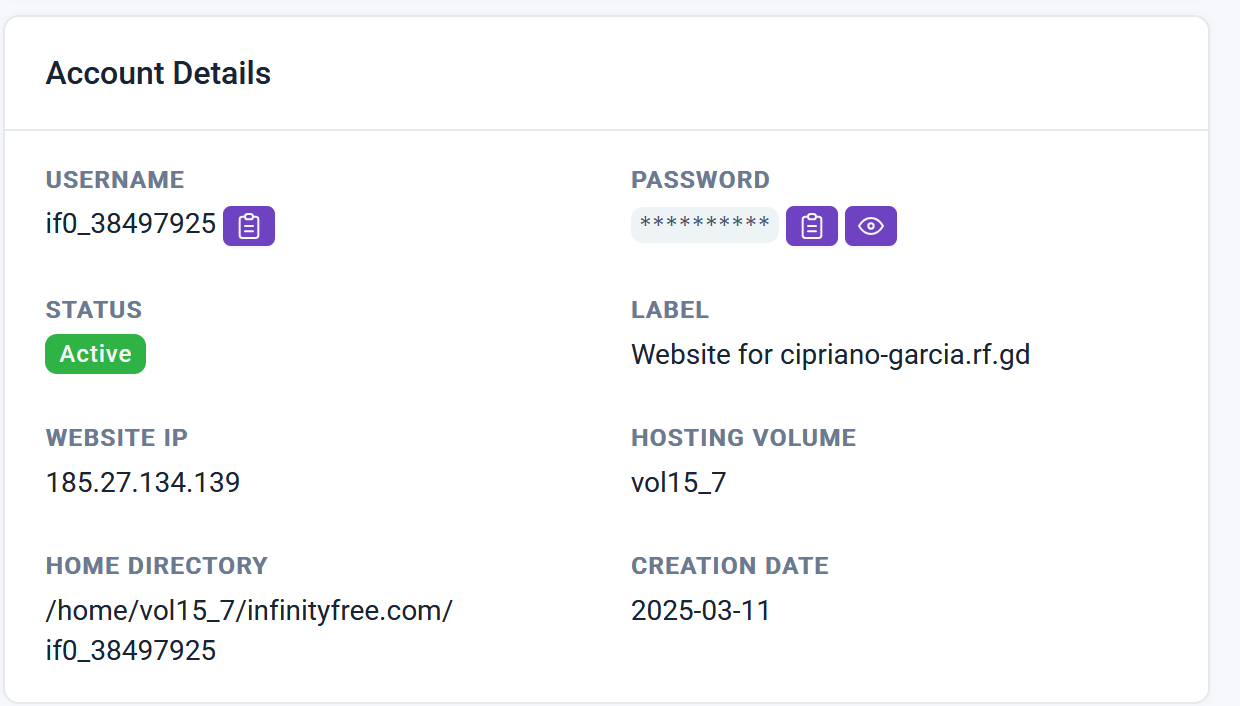 Account Details
USERNAME
if0_38497925
PASSWORD
**********
STATUS
Active
LABEL
Website for cipriano-garcia.rf.gd
WEBSITE IP
185.27.134.139
HOSTING VOLUME
vol15_7
HOME DIRECTORY
/home/vol15_7/infinityfree.com/
if0_38497925
CREATION DATE
2025-03-11